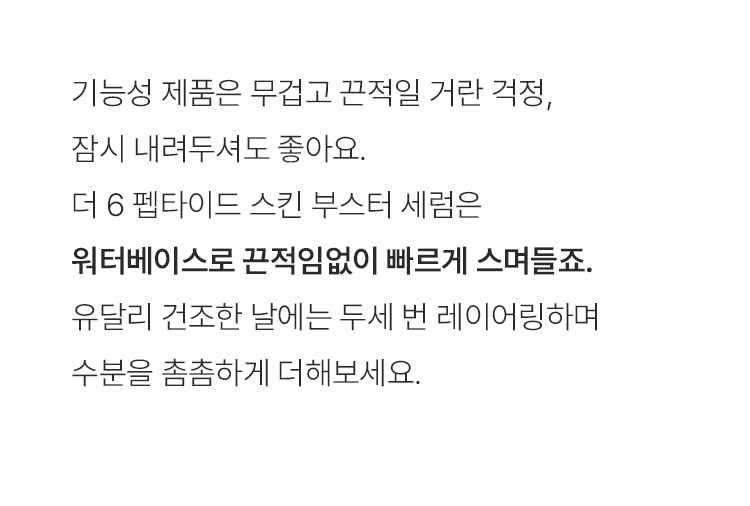 기능성 제품은 무겁고 끈적일 거란 걱정,
잠시 내려두셔도 좋아요.
더 6 펩타이드 스킨 부스터 세럼은
워터베이스로 끈적임없이 빠르게 스며들죠.
유달리 건조한 날에는 두세 번 레이어링하며
수분을 촘촘하게 더해보세요.